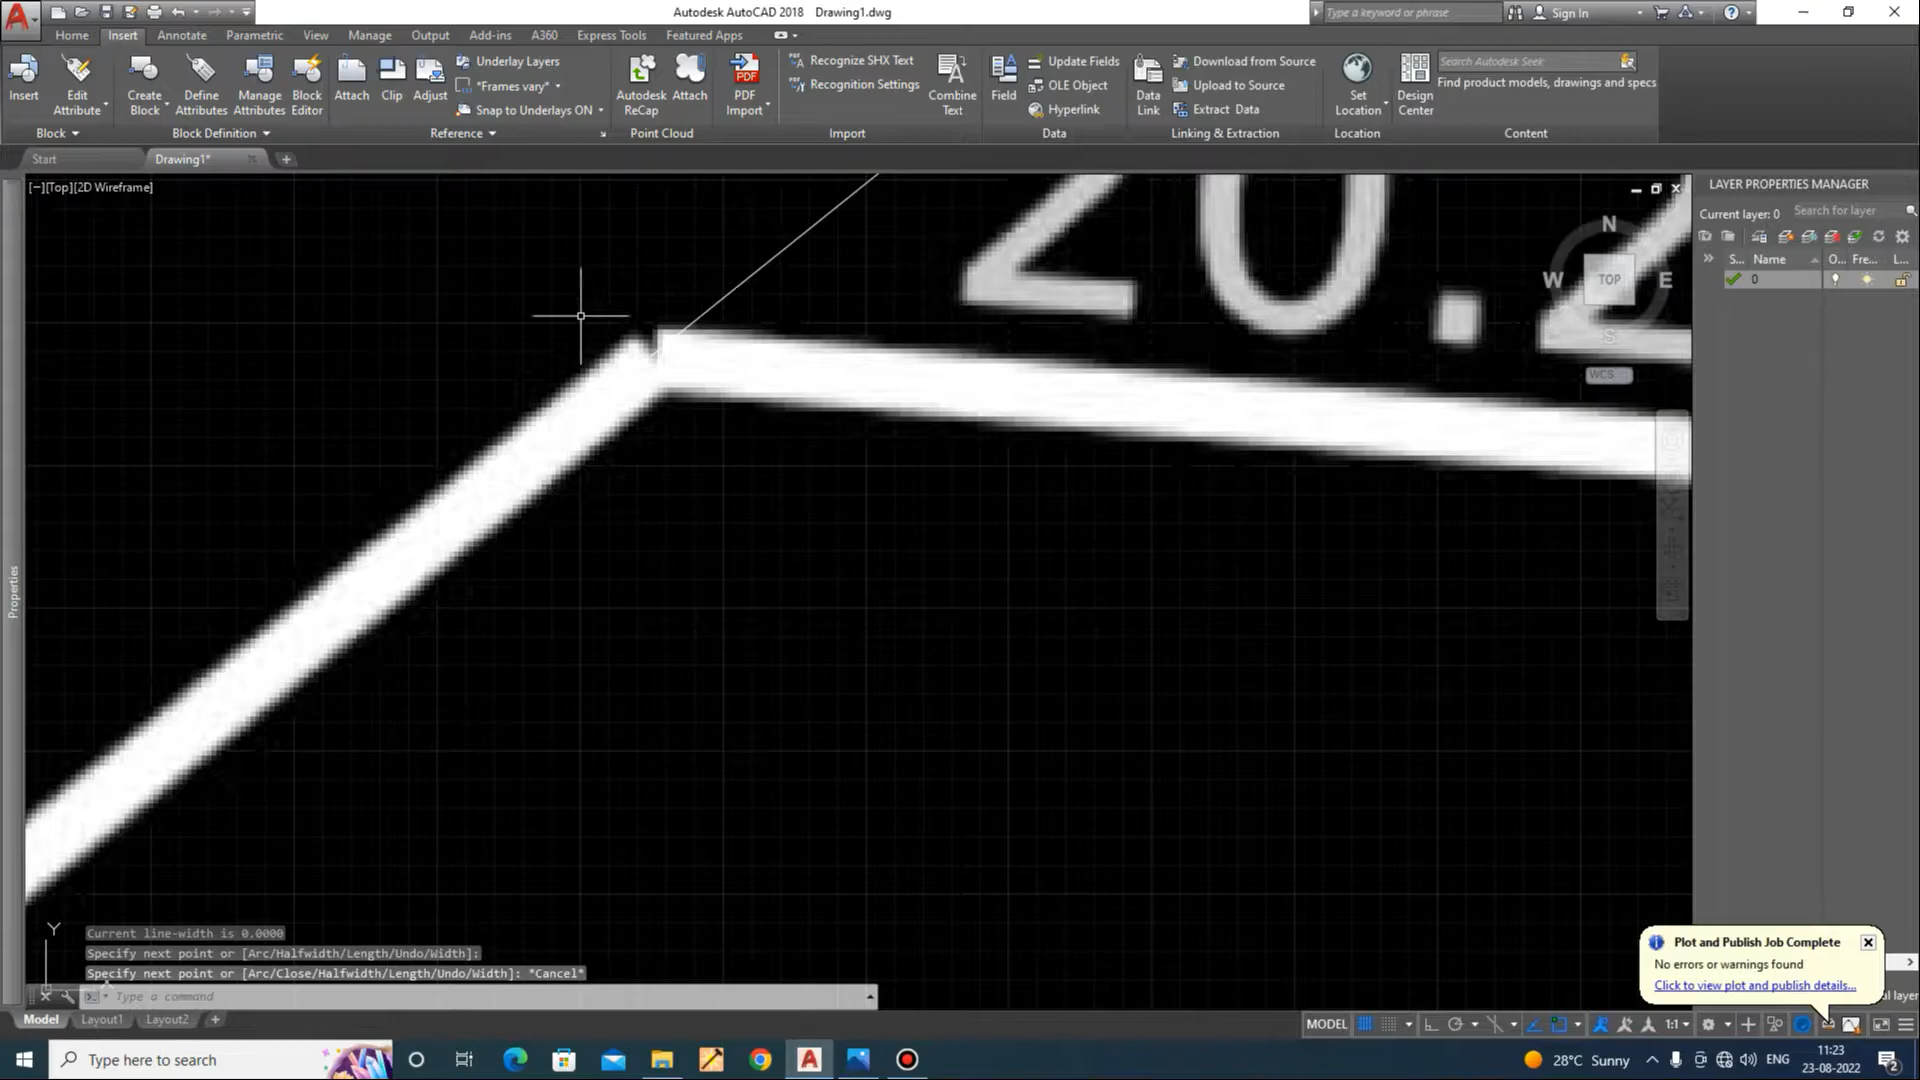 Autodesk AutoCAD 2018 Drawing1.dwg
Type a keyword or phrase
Sign In
Home Insert Annotate Parametric View Manage Output Add-ins A360 Express Tools Featured Apps
Insert
Edit Attribute
Create Block
Define Attributes
Manage Attributes
Block Editor
Attach
Clip
Adjust
Underlay Layers
*Frames vary*
Snap to Underlays ON
Autodesk ReCap
Attach
PDF Import
Recognize SHX Text
Recognition Settings
Combine Text
Field
Update Fields
OLE Object
Hyperlink
Data Link
Download from Source
Upload to Source
Extract Data
Set Location
Design Center
Search Autodesk Seek
Find product models, drawings and specs
Block Block Definition Reference Point Cloud Import Data Linking & Extraction Location Content
Start Drawing1*
[−][Top][2D Wireframe]
20.2
N
W TOP E
S
WCS
LAYER PROPERTIES MANAGER
Current layer: 0 Search for layer
S... Name O... Fre... L...
0
Properties
Y
X
Current line-width is 0.0000
Specify next point or [Arc/Halfwidth/Length/Undo/Width]:
Specify next point or [Arc/Close/Halfwidth/Length/Undo/Width]: *Cancel*
Type a command
Plot and Publish Job Complete
No errors or warnings found
Click to view plot and publish details...
Model Layout1 Layout2
MODEL 1:1
Type here to search
28°C Sunny
ENG
11:23
23-08-2022
2